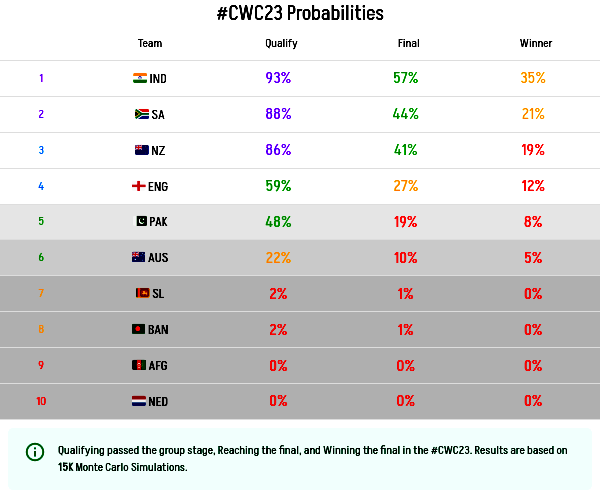 #CWC23 Probabilities
Team Qualify Final Winner
1 IND 93% 57% 35%
2 SA 88% 44% 21%
3 NZ 86% 41% 19%
4 ENG 59% 27% 12%
5 PAK 48% 19% 8%
6 AUS 22% 10% 5%
7 SL 2% 1% 0%
8 BAN 2% 1% 0%
9 AFG 0% 0% 0%
10 NED 0% 0% 0%
Qualifying passed the group stage, Reaching the final, and Winning the final in the #CWC23. Results are based on
15K Monte Carlo Simulations.